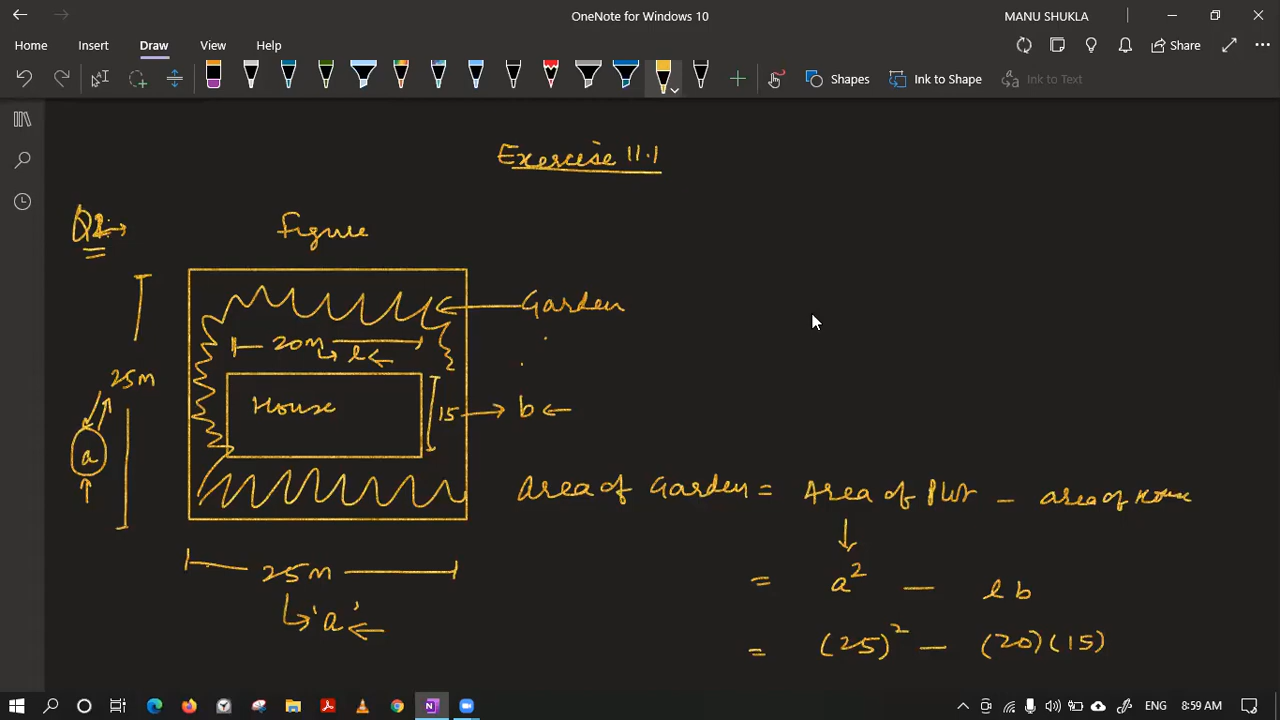 OneNote for Windows 10
MANU SHUKLA
Home Insert Draw View Help
Share
Shapes
Ink to Shape
Ink to Text
Exercise 11.1
Figure
Garden
20m
l
25m
House
15 → b ←
a
Area of Garden = Area of Plot - area of House
25m
= a² - lb
'a'
= (25)² - (20)(15)
ENG
8:59 AM